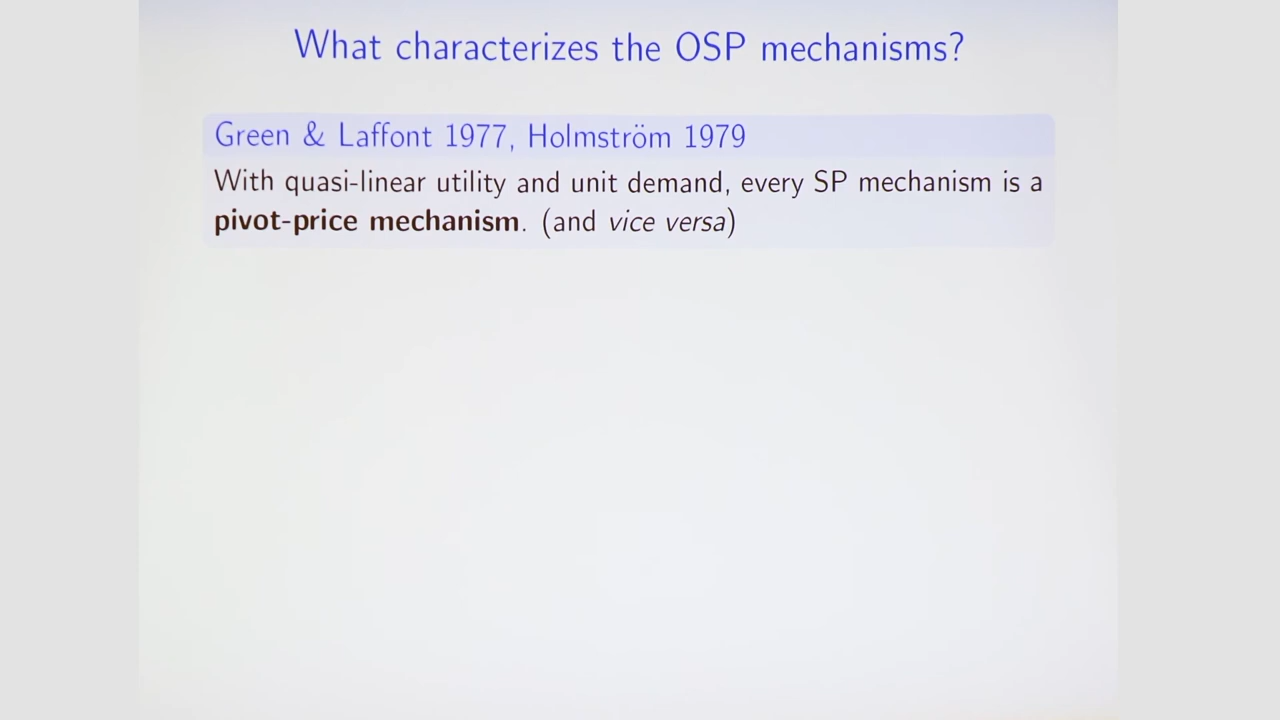 What characterizes the OSP mechanisms?
Green & Laffont 1977, Holmström 1979
With quasi-linear utility and unit demand, every SP mechanism is a
pivot-price mechanism. (and vice versa)